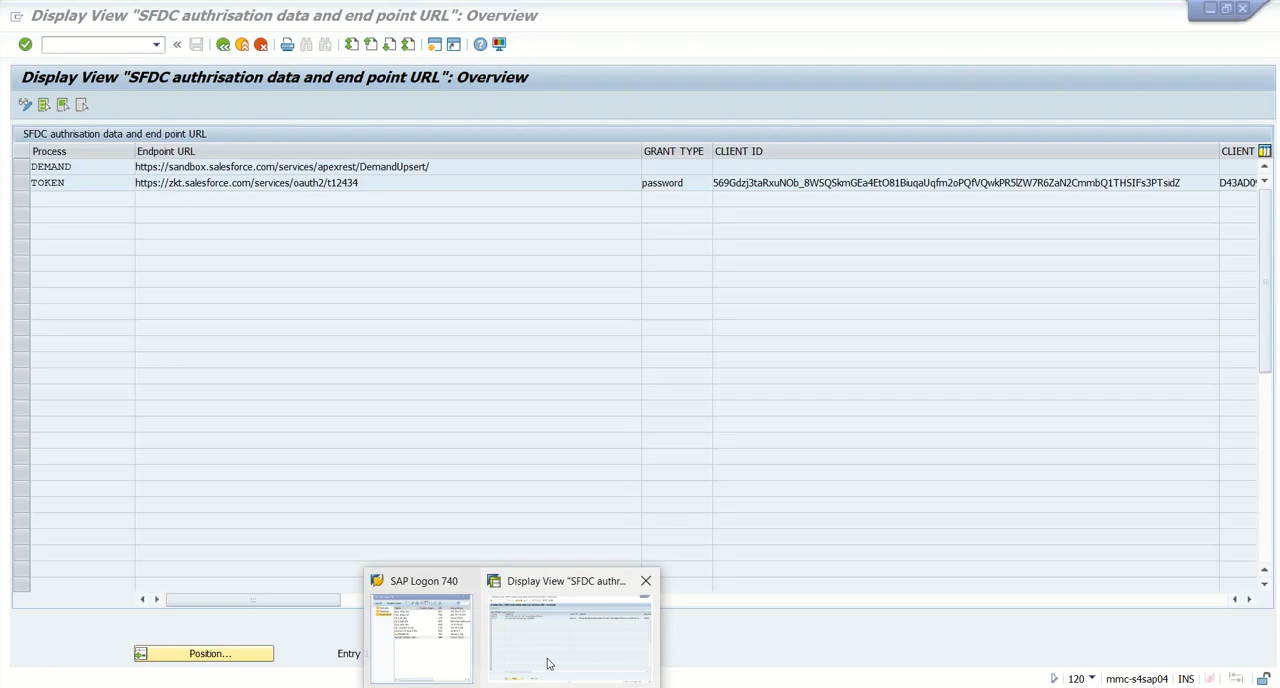 Display View "SFDC authrisation data and end point URL": Overview
Display View "SFDC authrisation data and end point URL": Overview
SFDC authrisation data and end point URL
Process Endpoint URL GRANT TYPE CLIENT ID CLIENT
DEMAND https://sandbox.salesforce.com/services/apexrest/DemandUpsert/
TOKEN https://zkt.salesforce.com/services/oauth2/t12434 password 569Gdzj3taRxuNOb_8WSQSkmGEa4EtO81BiuqaUqfm2oPQfVQwkPR5lZW7R6ZaN2CmmbQ1THSIFs3PTsidZ D43AD09
SAP Logon 740 Display View "SFDC authr...
Position... Entry
120 mmc-s4sap04 INS